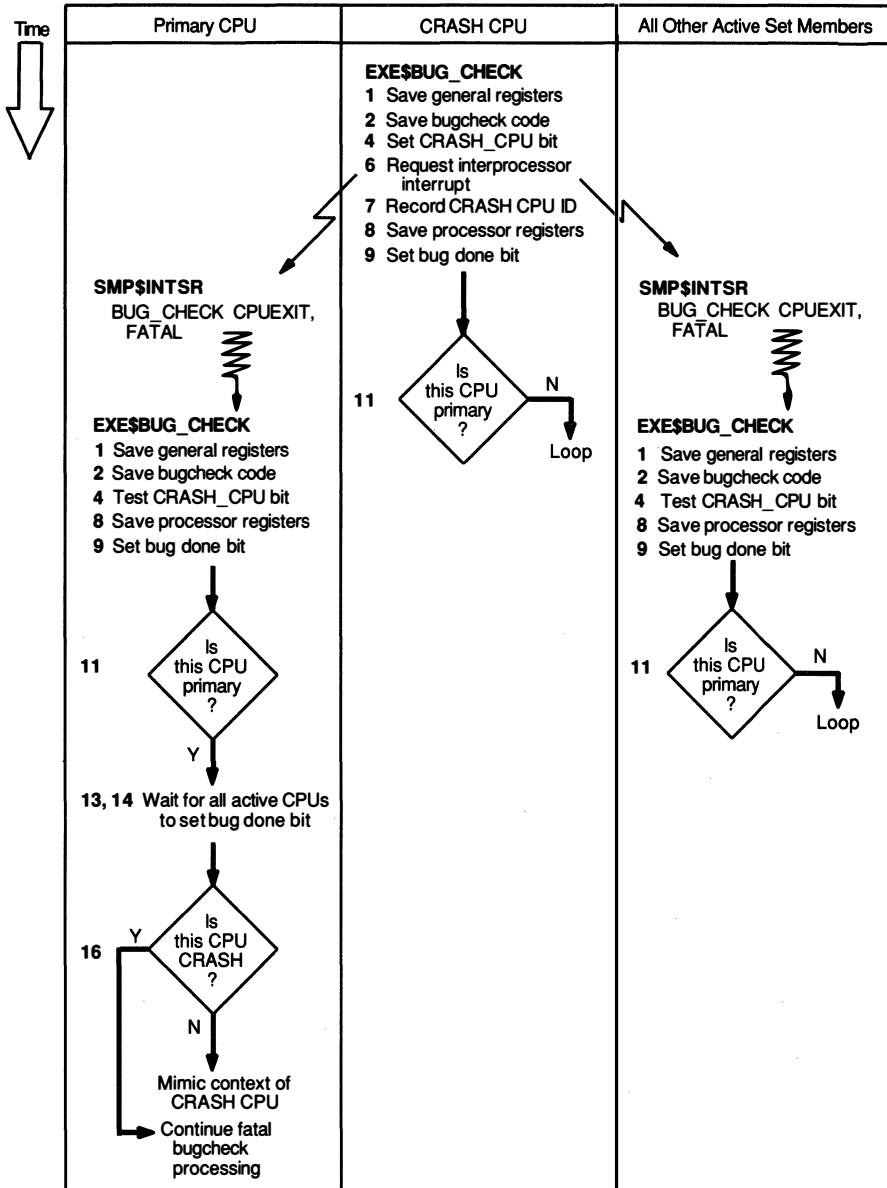 Time
Primary CPU
CRASH CPU
All Other Active Set Members
EXE$BUG_CHECK
1 Save general registers
2 Save bugcheck code
4 Set CRASH_CPU bit
6 Request interprocessor
interrupt
7 Record CRASH CPU ID
8 Save processor registers
9 Set bug done bit
11
Is
this CPU
primary
?
N
Loop
SMP$INTSR
BUG_CHECK CPUEXIT,
FATAL
EXE$BUG_CHECK
1 Save general registers
2 Save bugcheck code
4 Test CRASH_CPU bit
8 Save processor registers
9 Set bug done bit
11
Is
this CPU
primary
?
Y
13, 14 Wait for all active CPUs
to set bug done bit
16
Is
this CPU
CRASH
?
Y
N
Mimic context of
CRASH CPU
Continue fatal
bugcheck
processing
SMP$INTSR
BUG_CHECK CPUEXIT,
FATAL
EXE$BUG_CHECK
1 Save general registers
2 Save bugcheck code
4 Test CRASH_CPU bit
8 Save processor registers
9 Set bug done bit
11
Is
this CPU
primary
?
N
Loop